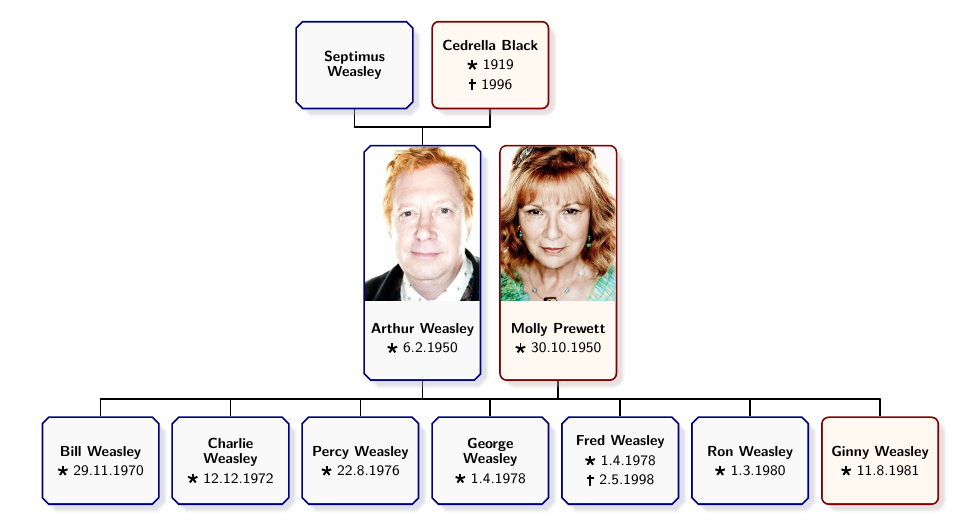 Septimus
Weasley
Cedrella Black
★ 1919
† 1996
Arthur Weasley
★ 6.2.1950
Molly Prewett
★ 30.10.1950
Bill Weasley
★ 29.11.1970
Charlie
Weasley
★ 12.12.1972
Percy Weasley
★ 22.8.1976
George
Weasley
★ 1.4.1978
Fred Weasley
★ 1.4.1978
† 2.5.1998
Ron Weasley
★ 1.3.1980
Ginny Weasley
★ 11.8.1981